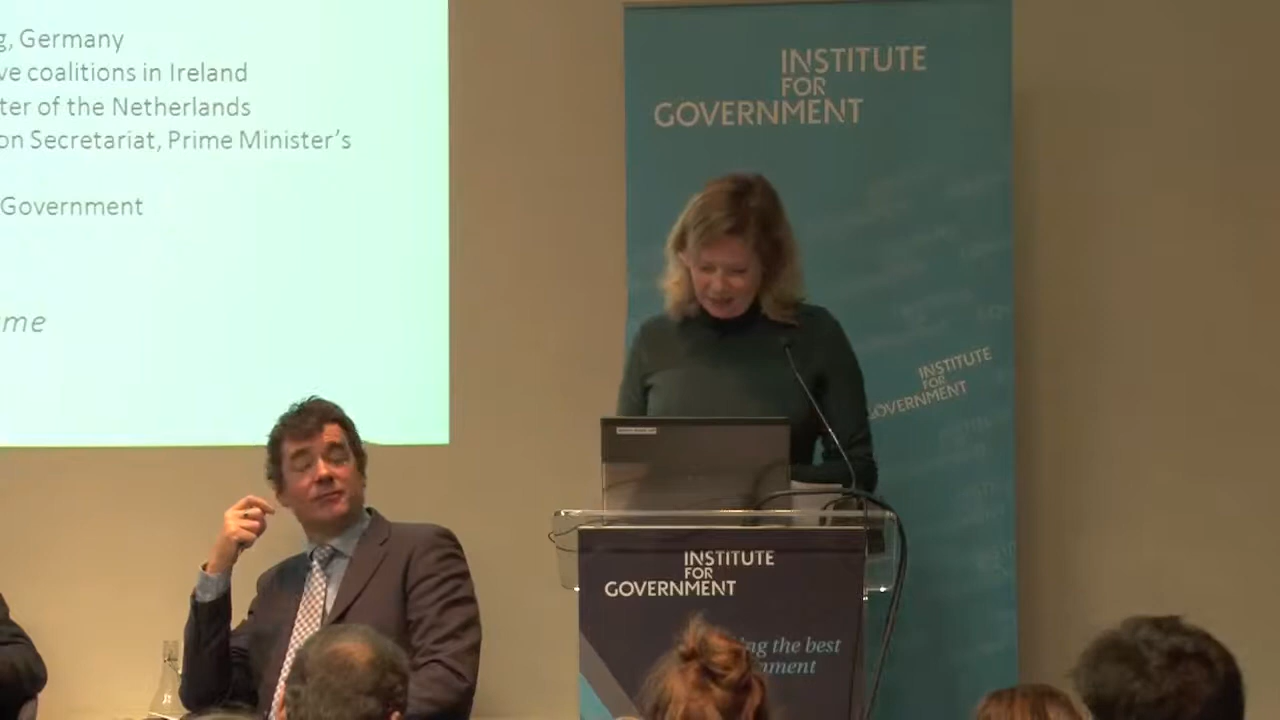 g, Germany
ve coalitions in Ireland
ter of the Netherlands
on Secretariat, Prime Minister’s
Government
me
INSTITUTE
FOR
GOVERNMENT
INSTITUTE
FOR
GOVERNMENT
INSTITUTE
FOR
GOVERNMENT
ng the best
nment